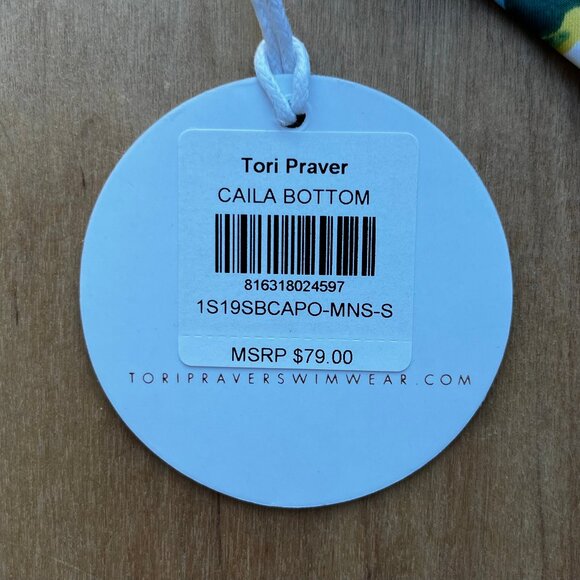 Tori Praver
CAILA BOTTOM
816318024597
1S19SBCAPO-MNS-S
MSRP $79.00
TORIPRAVERSWIMWEAR.COM